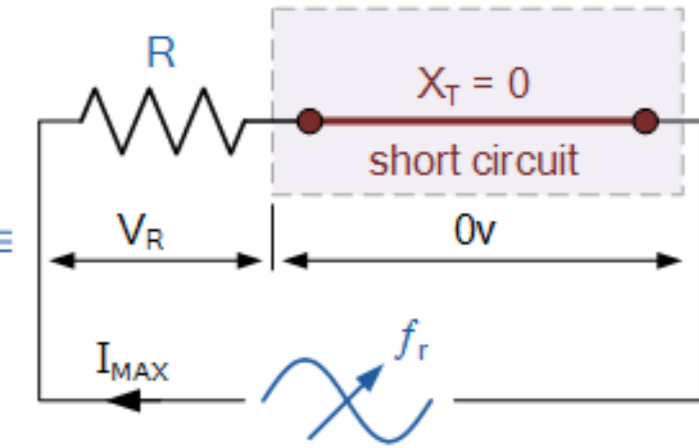 R
X_T = 0
short circuit
V_R
0v
≡
I_MAX
f_r